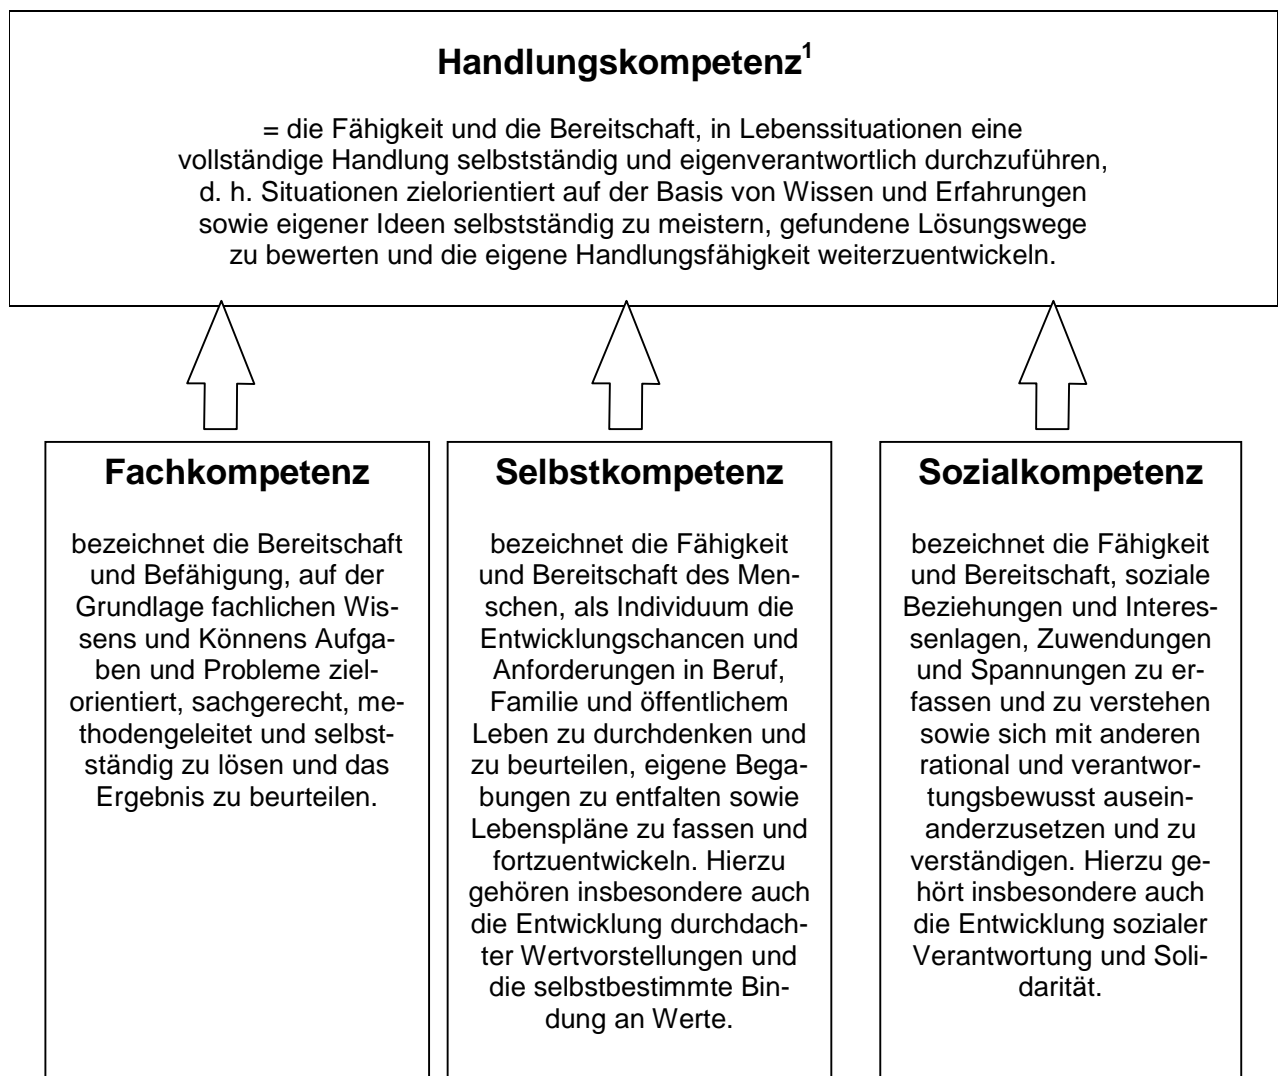 Handlungskompetenz¹
= die Fähigkeit und die Bereitschaft, in Lebenssituationen eine
vollständige Handlung selbstständig und eigenverantwortlich durchzuführen,
d. h. Situationen zielorientiert auf der Basis von Wissen und Erfahrungen
sowie eigener Ideen selbstständig zu meistern, gefundene Lösungswege
zu bewerten und die eigene Handlungsfähigkeit weiterzuentwickeln.
Fachkompetenz
bezeichnet die Bereitschaft
und Befähigung, auf der
Grundlage fachlichen Wis-
sens und Könnens Aufga-
ben und Probleme ziel-
orientiert, sachgerecht, me-
thodengeleitet und selbst-
ständig zu lösen und das
Ergebnis zu beurteilen.
Selbstkompetenz
bezeichnet die Fähigkeit
und Bereitschaft des Men-
schen, als Individuum die
Entwicklungschancen und
Anforderungen in Beruf,
Familie und öffentlichem
Leben zu durchdenken und
zu beurteilen, eigene Bega-
bungen zu entfalten sowie
Lebenspläne zu fassen und
fortzuentwickeln. Hierzu
gehören insbesondere auch
die Entwicklung durchdach-
ter Wertvorstellungen und
die selbstbestimmte Bin-
dung an Werte.
Sozialkompetenz
bezeichnet die Fähigkeit
und Bereitschaft, soziale
Beziehungen und Interes-
senlagen, Zuwendungen
und Spannungen zu er-
fassen und zu verstehen
sowie sich mit anderen
rational und verantwor-
tungsbewusst ausein-
anderzusetzen und zu
verständigen. Hierzu ge-
hört insbesondere auch
die Entwicklung sozialer
Verantwortung und Soli-
darität.